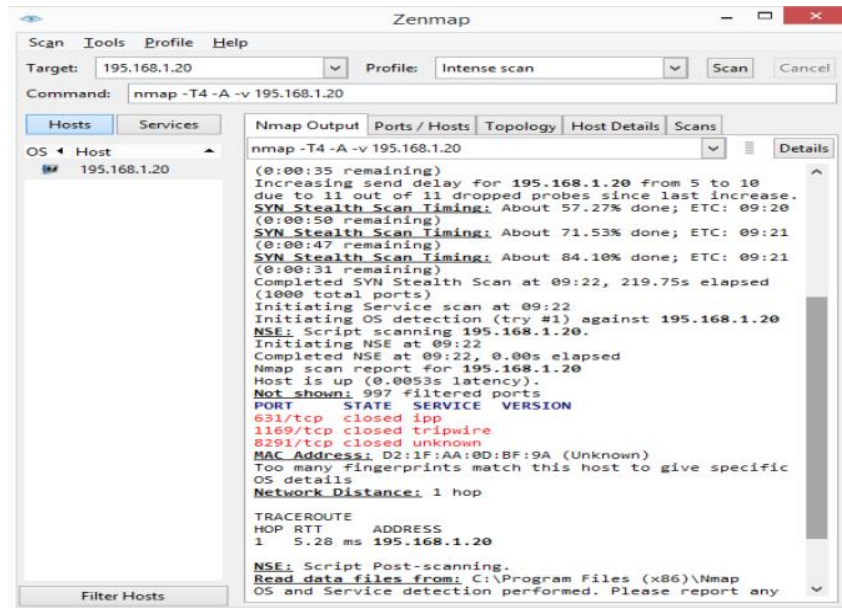 Zenmap
Scan Tools Profile Help
Target: 195.168.1.20 Profile: Intense scan Scan Cancel
Command: nmap -T4 -A -v 195.168.1.20
Hosts Services
OS Host
195.168.1.20
Filter Hosts
Nmap Output Ports / Hosts Topology Host Details Scans
nmap -T4 -A -v 195.168.1.20 Details
(0:00:35 remaining)
Increasing send delay for 195.168.1.20 from 5 to 10
due to 11 out of 11 dropped probes since last increase.
SYN Stealth Scan Timing: About 57.27% done; ETC: 09:20
(0:00:50 remaining)
SYN Stealth Scan Timing: About 71.53% done; ETC: 09:21
(0:00:47 remaining)
SYN Stealth Scan Timing: About 84.10% done; ETC: 09:21
(0:00:31 remaining)
Completed SYN Stealth Scan at 09:22, 219.75s elapsed
(1000 total ports)
Initiating Service scan at 09:22
Initiating OS detection (try #1) against 195.168.1.20
NSE: Script scanning 195.168.1.20.
Initiating NSE at 09:22
Completed NSE at 09:22, 0.00s elapsed
Nmap scan report for 195.168.1.20
Host is up (0.0053s latency).
Not shown: 997 filtered ports
PORT STATE SERVICE VERSION
631/tcp closed ipp
1169/tcp closed tripwire
8291/tcp closed unknown
MAC Address: D2:1F:AA:0D:BF:9A (Unknown)
Too many fingerprints match this host to give specific
OS details
Network Distance: 1 hop
TRACEROUTE
HOP RTT ADDRESS
1 5.28 ms 195.168.1.20
NSE: Script Post-scanning.
Read data files from: C:\Program Files (x86)\Nmap
OS and Service detection performed. Please report any